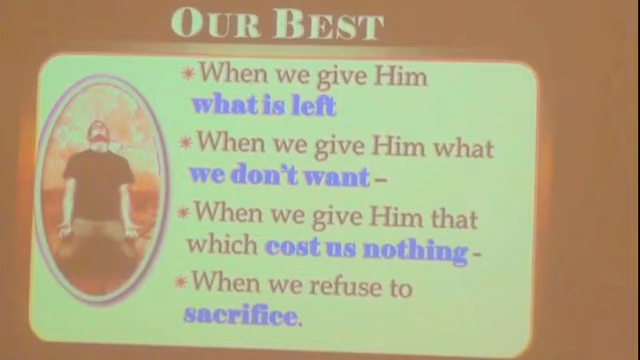 OUR BEST
*When we give Him
what is left
*When we give Him what
we don't want –
*When we give Him that
which cost us nothing -
*When we refuse to
sacrifice.